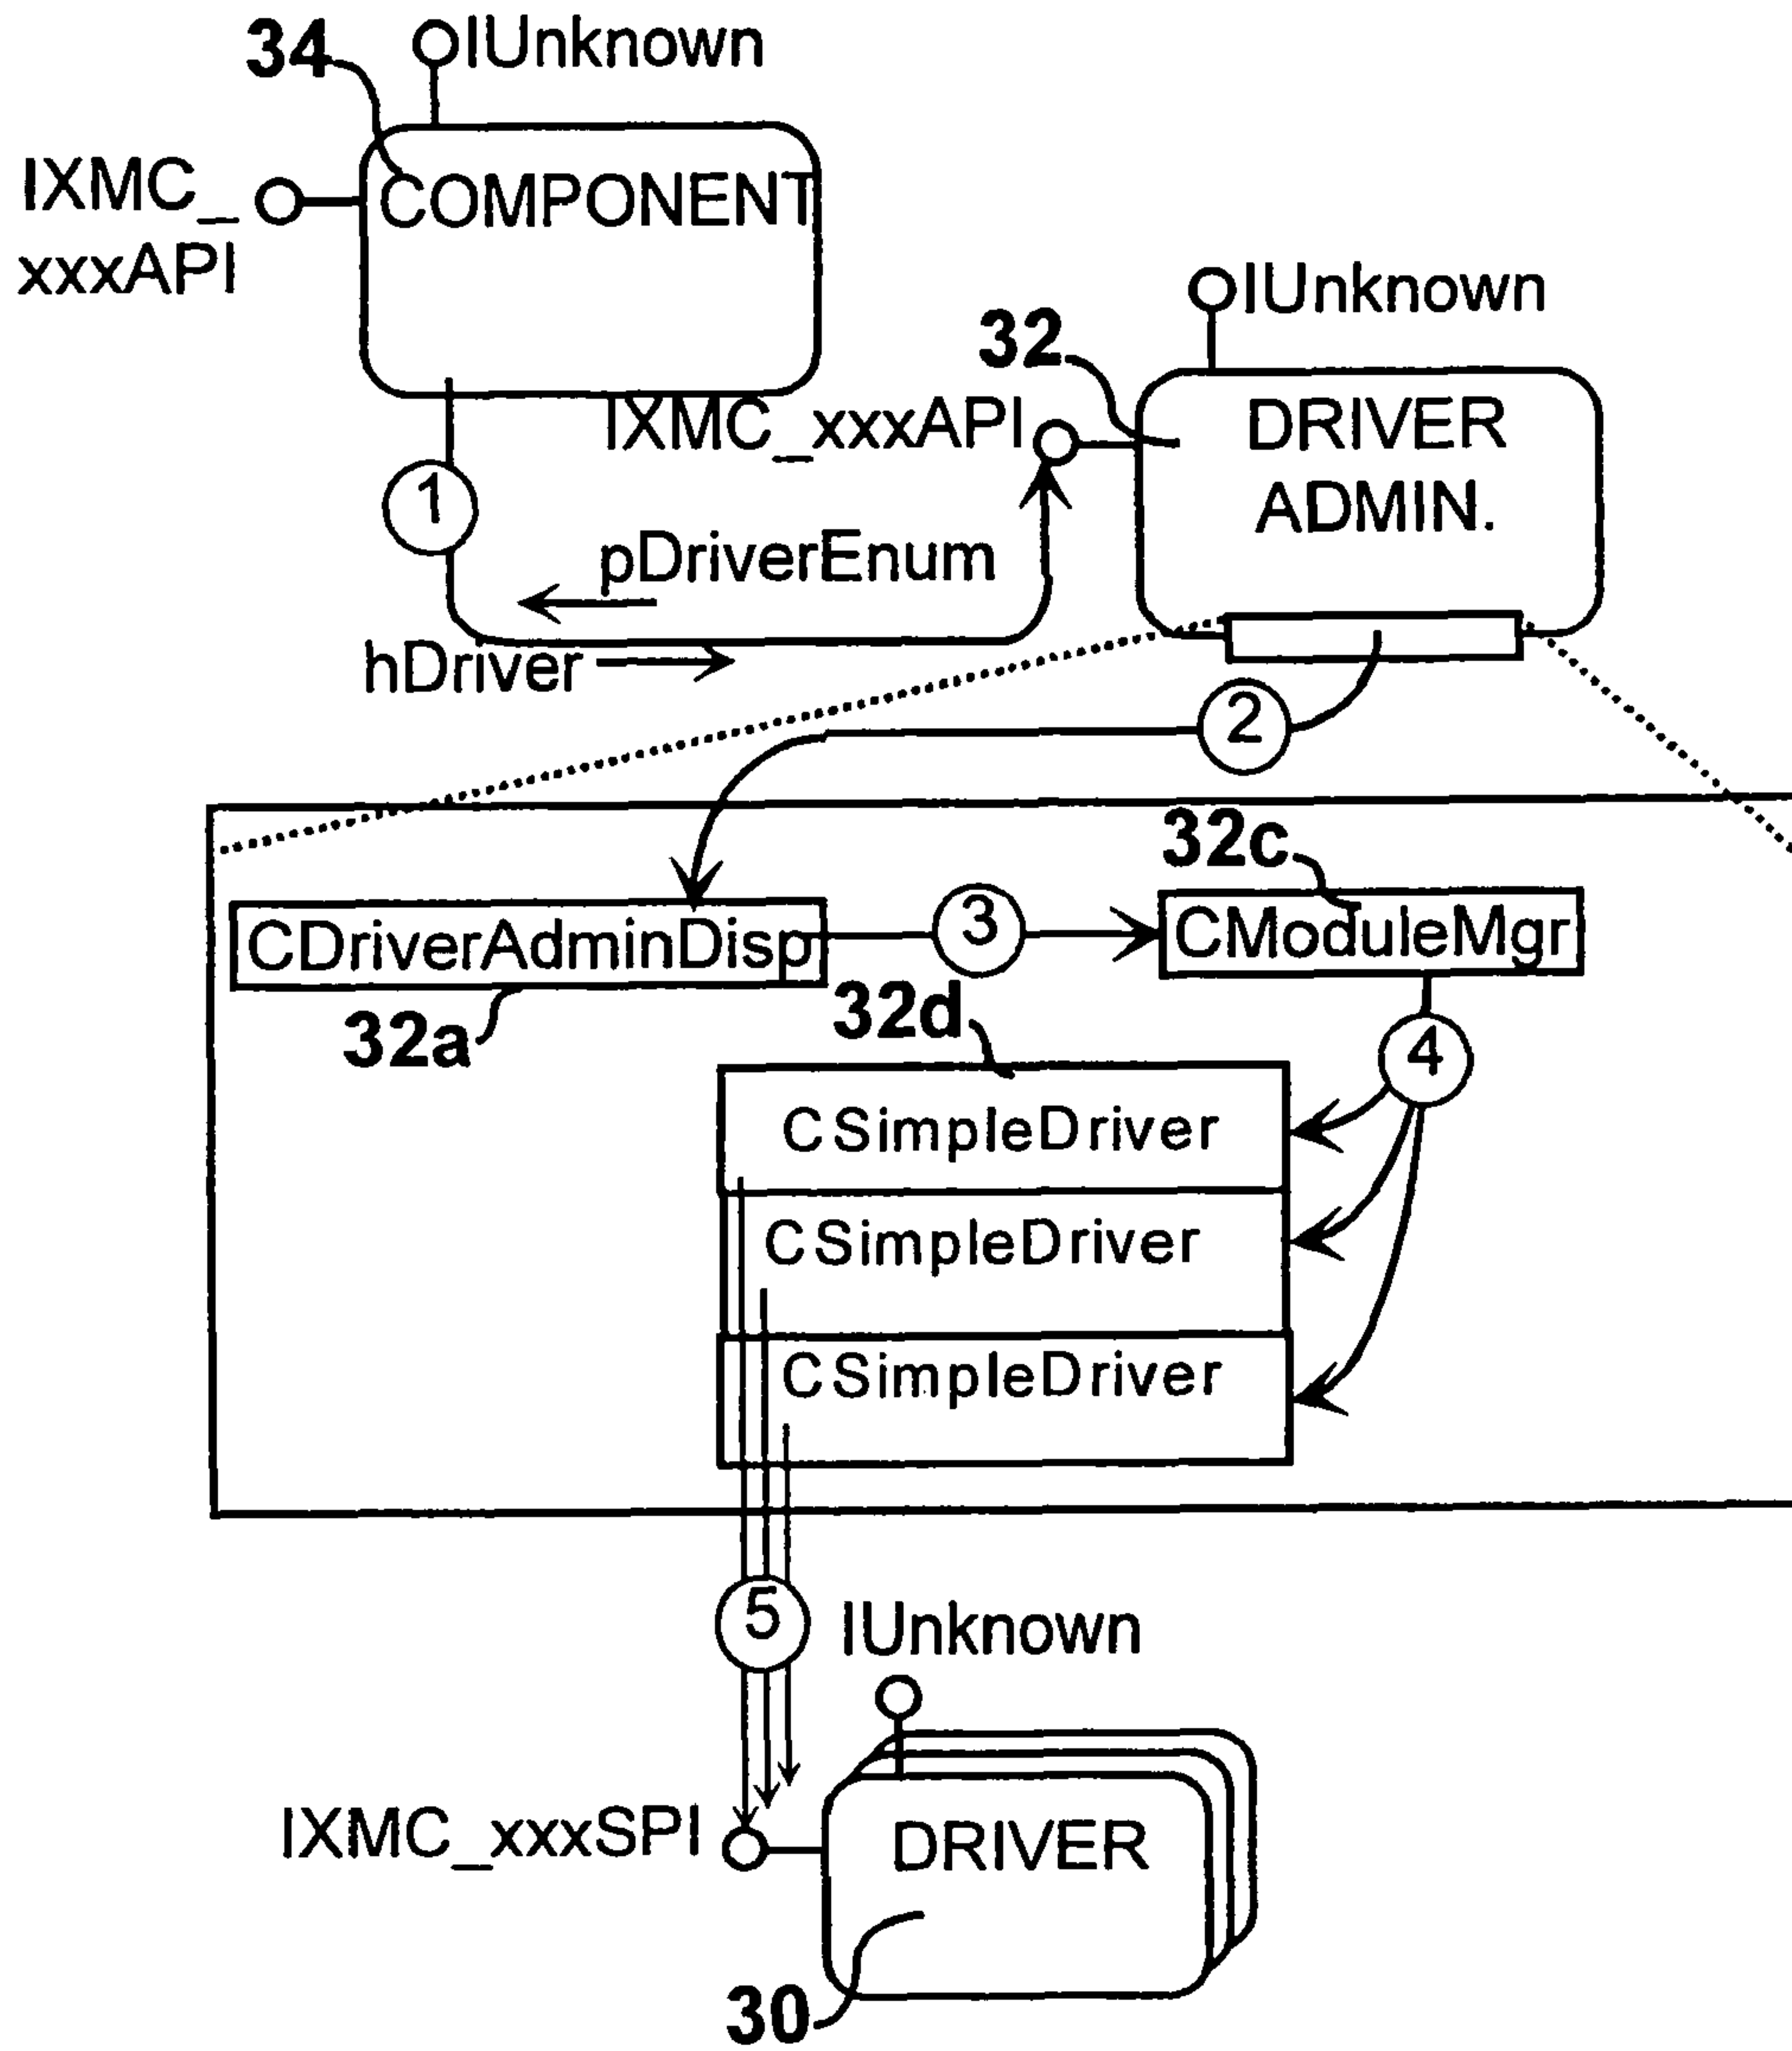 34
IUnknown
IXMC_
xxxAPI
COMPONENT
IUnknown
32
IXMC_xxxAPI
DRIVER
ADMIN.
1
pDriverEnum
hDriver
2
32c
CDriverAdminDisp
3
CModuleMgr
32a
32d
4
CSimpleDriver
CSimpleDriver
CSimpleDriver
5
IUnknown
IXMC_xxxSPI
DRIVER
30